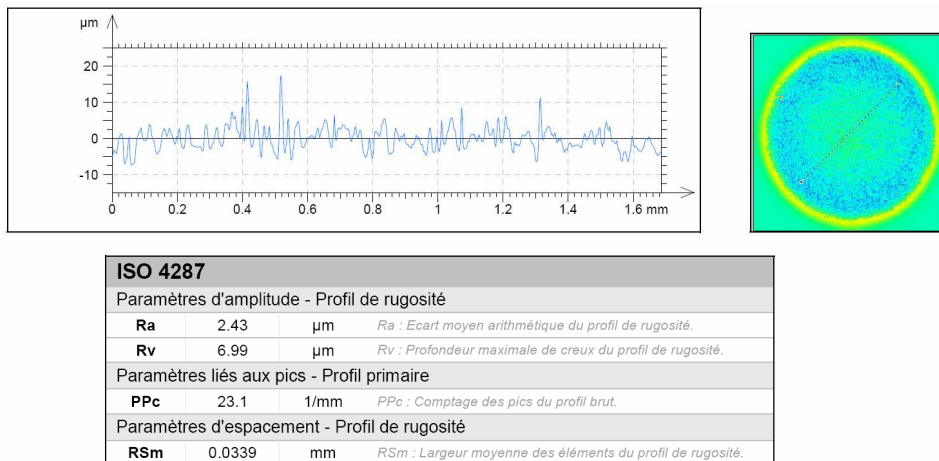 µm
20
10
0
-10
0 0.2 0.4 0.6 0.8 1 1.2 1.4 1.6 mm
ISO 4287
Paramètres d'amplitude - Profil de rugosité
Ra 2.43 µm Ra : Ecart moyen arithmétique du profil de rugosité.
Rv 6.99 µm Rv : Profondeur maximale de creux du profil de rugosité.
Paramètres liés aux pics - Profil primaire
PPc 23.1 1/mm PPc : Comptage des pics du profil brut.
Paramètres d'espacement - Profil de rugosité
RSm 0.0339 mm RSm : Largeur moyenne des éléments du profil de rugosité.